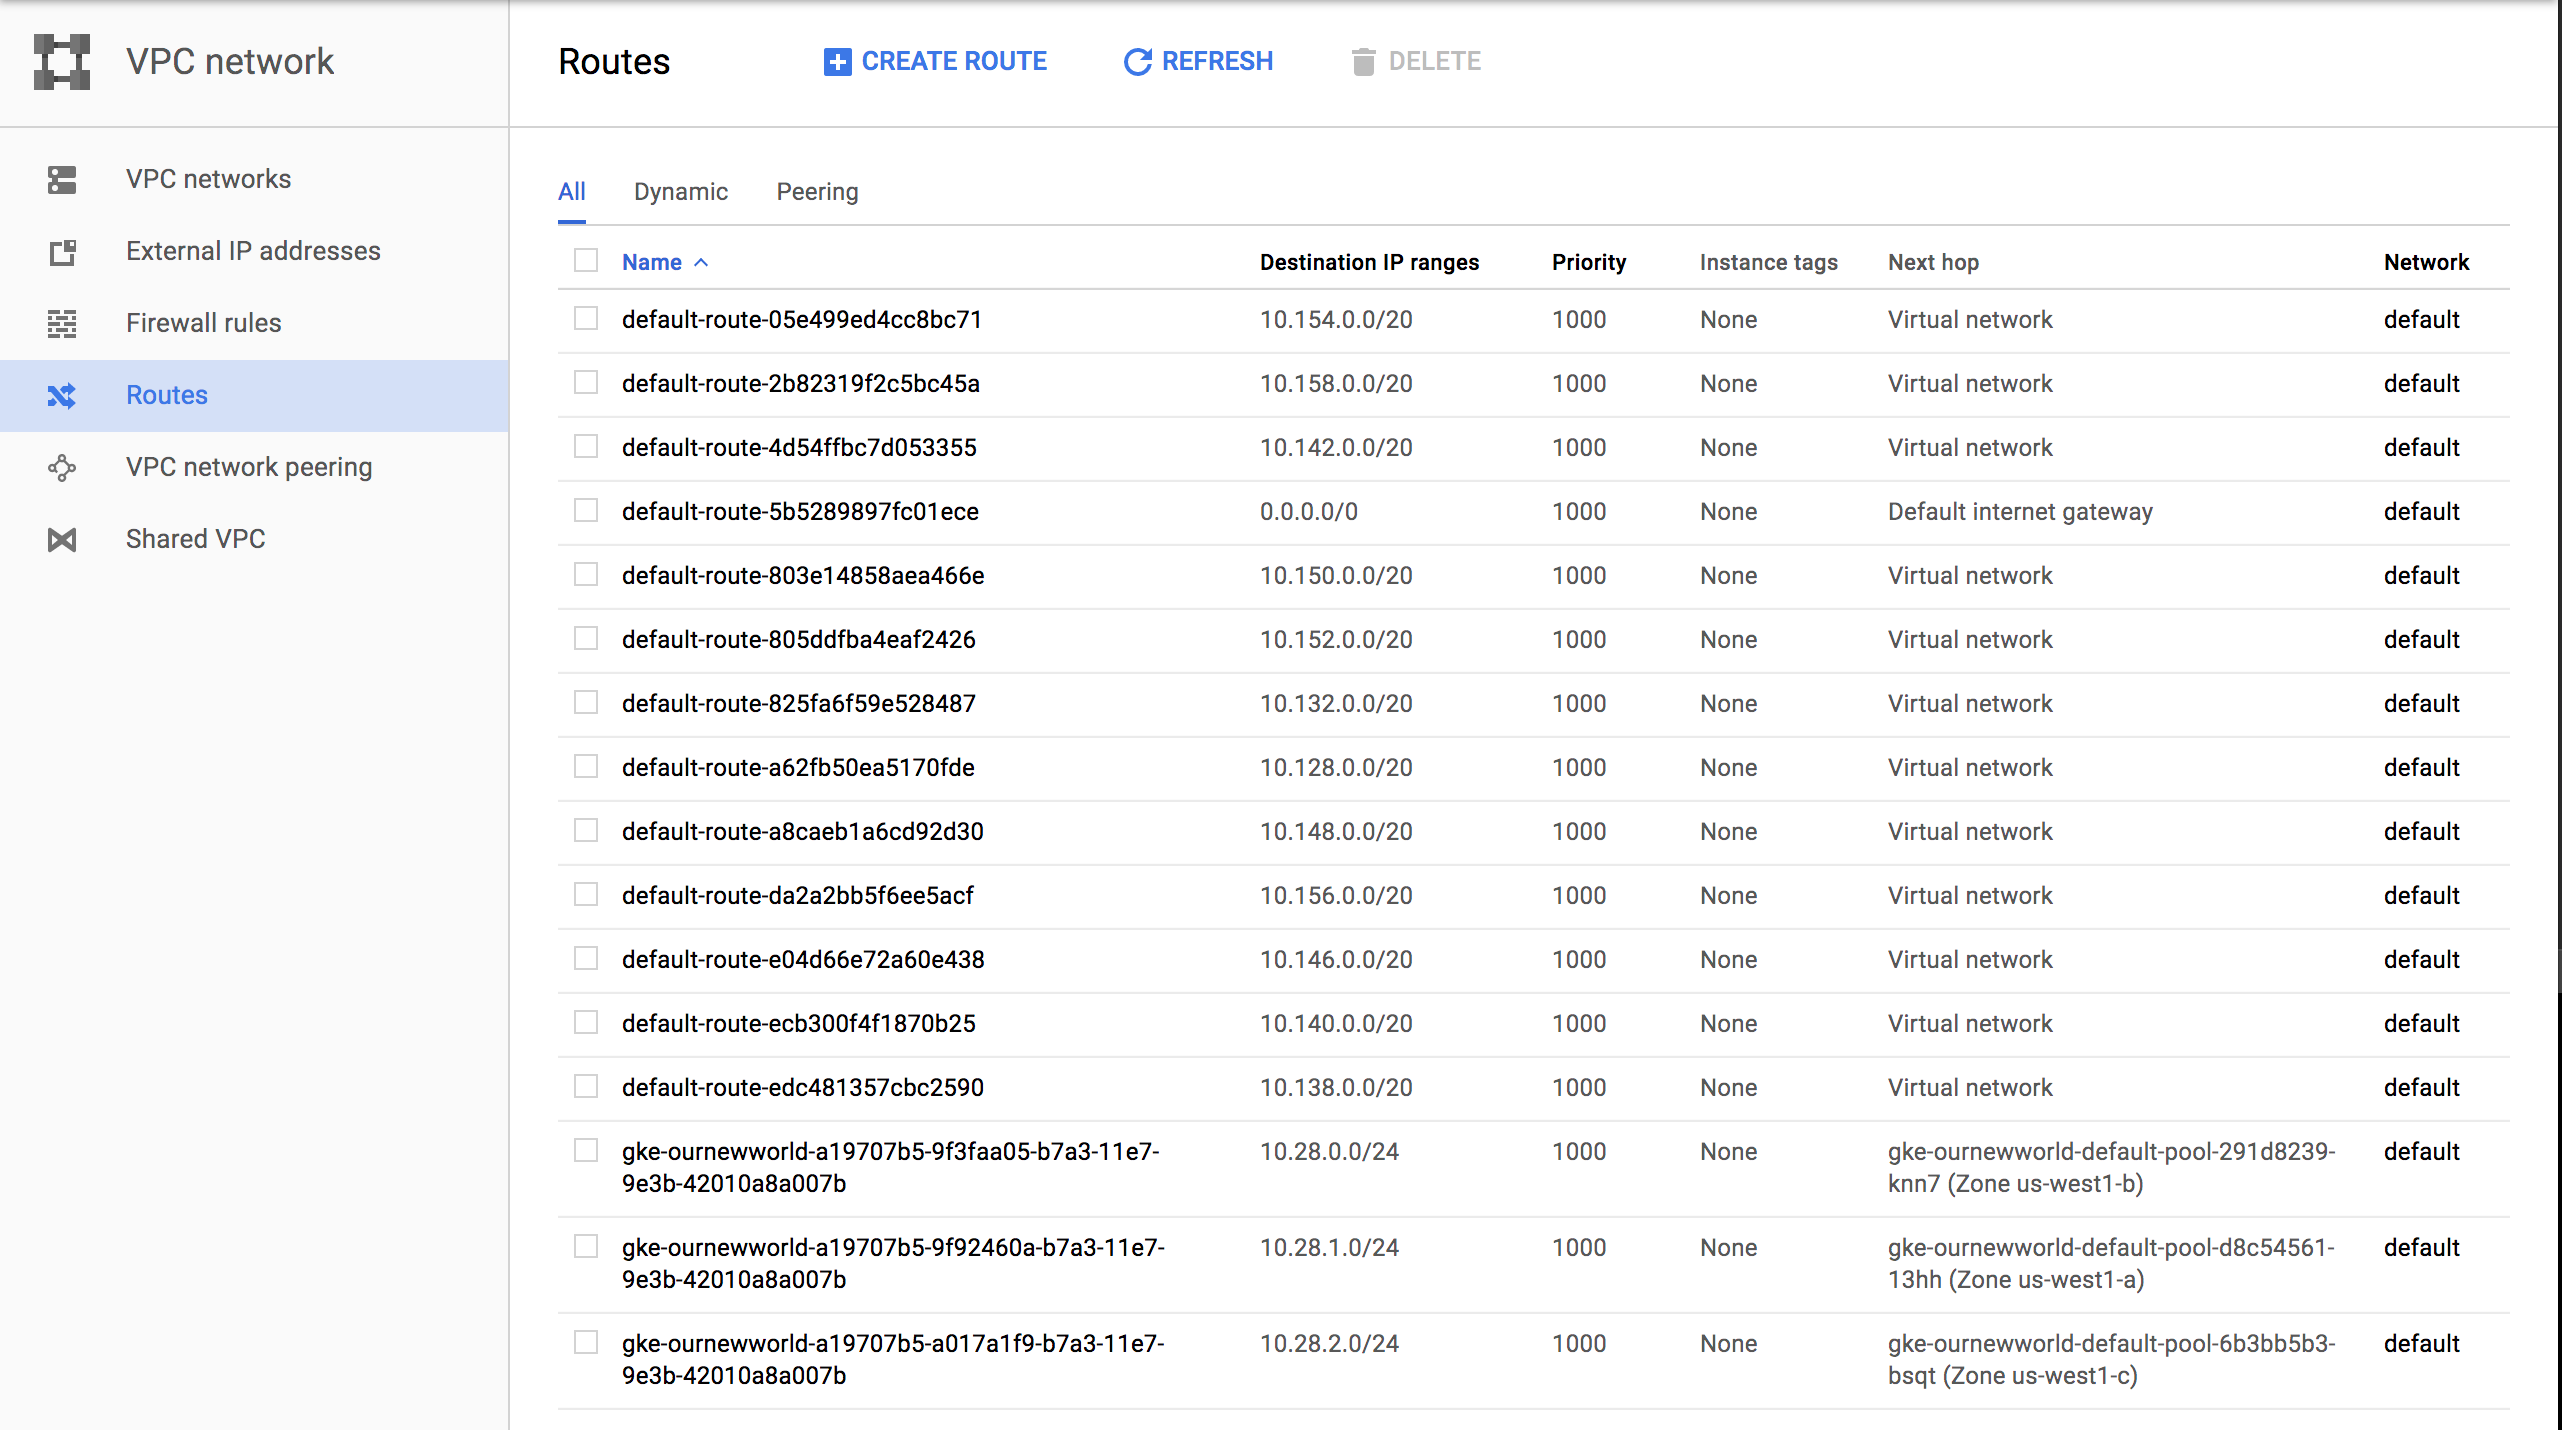 VPC network
Routes CREATE ROUTE REFRESH DELETE
VPC networks
External IP addresses
Firewall rules
Routes
VPC network peering
Shared VPC
All Dynamic Peering
Name Destination IP ranges Priority Instance tags Next hop Network
default-route-05e499ed4cc8bc71 10.154.0.0/20 1000 None Virtual network default
default-route-2b82319f2c5bc45a 10.158.0.0/20 1000 None Virtual network default
default-route-4d54ffbc7d053355 10.142.0.0/20 1000 None Virtual network default
default-route-5b5289897fc01ece 0.0.0.0/0 1000 None Default internet gateway default
default-route-803e14858aea466e 10.150.0.0/20 1000 None Virtual network default
default-route-805ddfba4eaf2426 10.152.0.0/20 1000 None Virtual network default
default-route-825fa6f59e528487 10.132.0.0/20 1000 None Virtual network default
default-route-a62fb50ea5170fde 10.128.0.0/20 1000 None Virtual network default
default-route-a8caeb1a6cd92d30 10.148.0.0/20 1000 None Virtual network default
default-route-da2a2bb5f6ee5acf 10.156.0.0/20 1000 None Virtual network default
default-route-e04d66e72a60e438 10.146.0.0/20 1000 None Virtual network default
default-route-ecb300f4f1870b25 10.140.0.0/20 1000 None Virtual network default
default-route-edc481357cbc2590 10.138.0.0/20 1000 None Virtual network default
gke-ournewworld-a19707b5-9f3faa05-b7a3-11e7- 10.28.0.0/24 1000 None gke-ournewworld-default-pool-291d8239- default
9e3b-42010a8a007b knn7 (Zone us-west1-b)
gke-ournewworld-a19707b5-9f92460a-b7a3-11e7- 10.28.1.0/24 1000 None gke-ournewworld-default-pool-d8c54561- default
9e3b-42010a8a007b 13hh (Zone us-west1-a)
gke-ournewworld-a19707b5-a017a1f9-b7a3-11e7- 10.28.2.0/24 1000 None gke-ournewworld-default-pool-6b3bb5b3- default
9e3b-42010a8a007b bsqt (Zone us-west1-c)